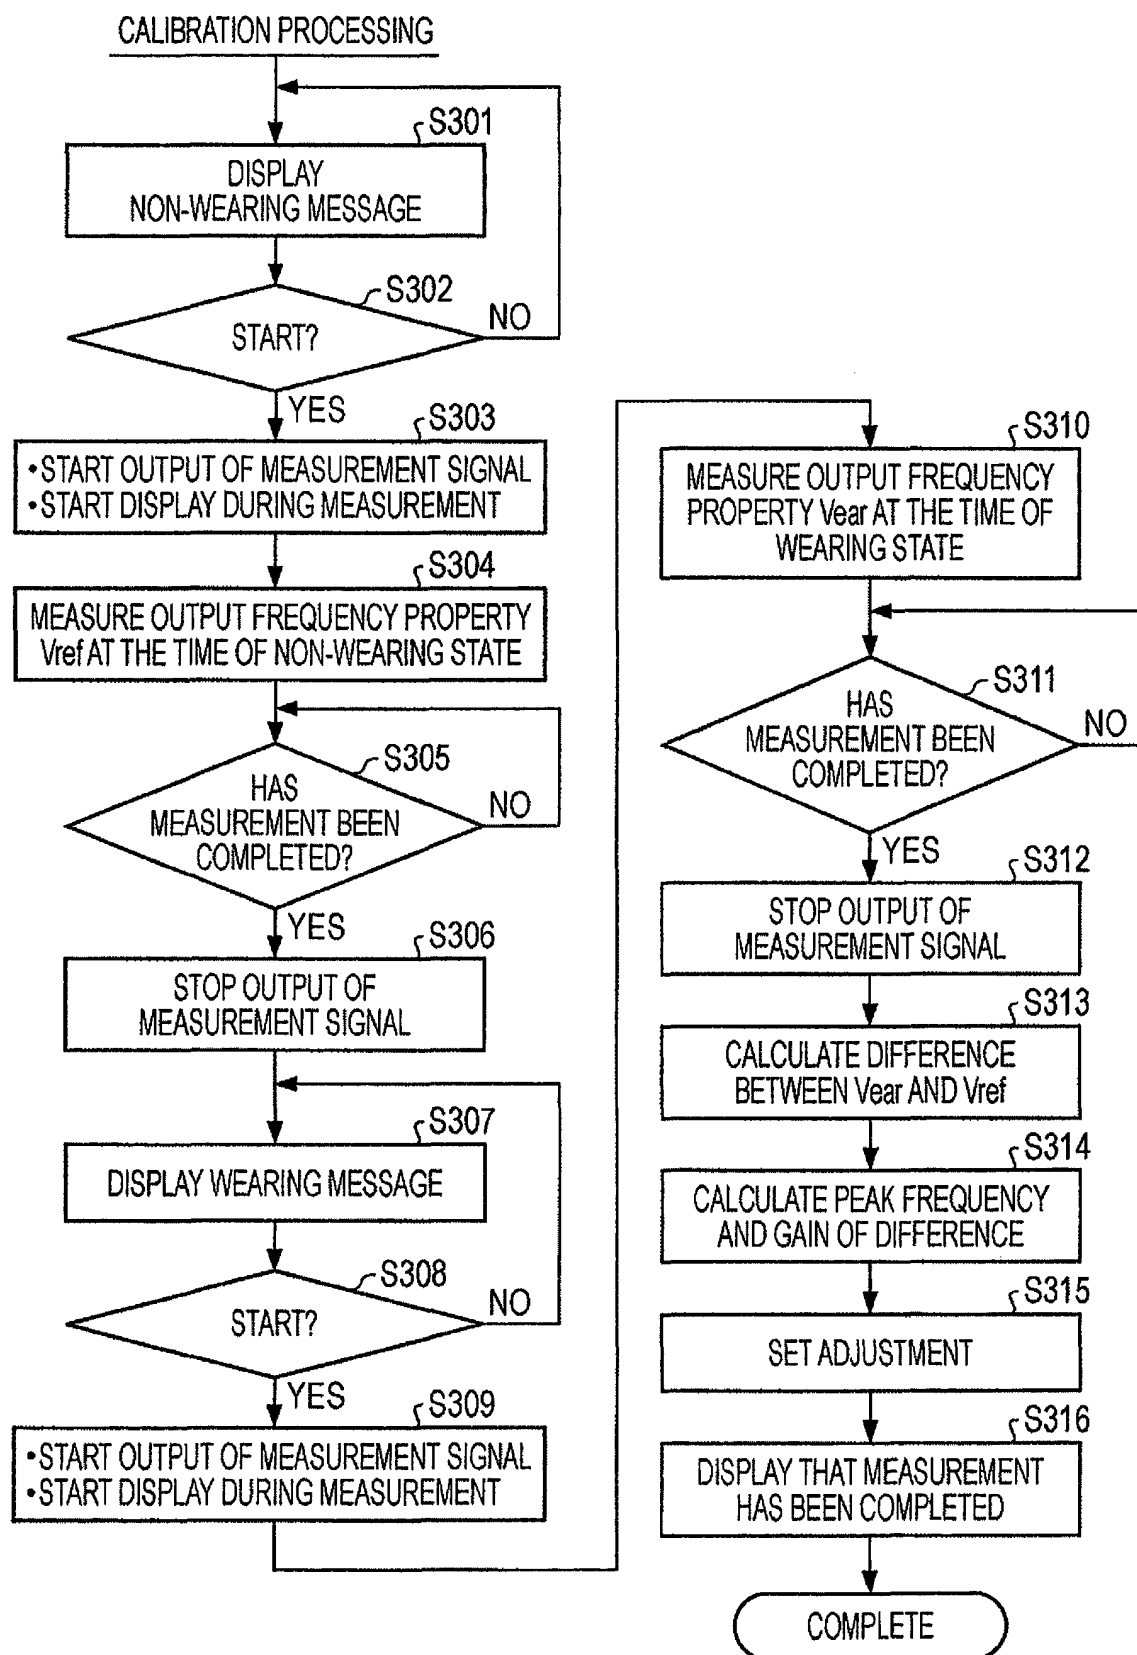 CALIBRATION PROCESSING
S301
DISPLAY
NON-WEARING MESSAGE
S302
START?
NO
YES
S303
•START OUTPUT OF MEASUREMENT SIGNAL
•START DISPLAY DURING MEASUREMENT
S304
MEASURE OUTPUT FREQUENCY PROPERTY
Vref AT THE TIME OF NON-WEARING STATE
S305
HAS
MEASUREMENT BEEN
COMPLETED?
NO
YES
S306
STOP OUTPUT OF
MEASUREMENT SIGNAL
S307
DISPLAY WEARING MESSAGE
S308
START?
NO
YES
S309
•START OUTPUT OF MEASUREMENT SIGNAL
•START DISPLAY DURING MEASUREMENT
S310
MEASURE OUTPUT FREQUENCY
PROPERTY Vear AT THE TIME OF
WEARING STATE
S311
HAS
MEASUREMENT BEEN
COMPLETED?
NO
YES
S312
STOP OUTPUT OF
MEASUREMENT SIGNAL
S313
CALCULATE DIFFERENCE
BETWEEN Vear AND Vref
S314
CALCULATE PEAK FREQUENCY
AND GAIN OF DIFFERENCE
S315
SET ADJUSTMENT
S316
DISPLAY THAT MEASUREMENT
HAS BEEN COMPLETED
COMPLETE